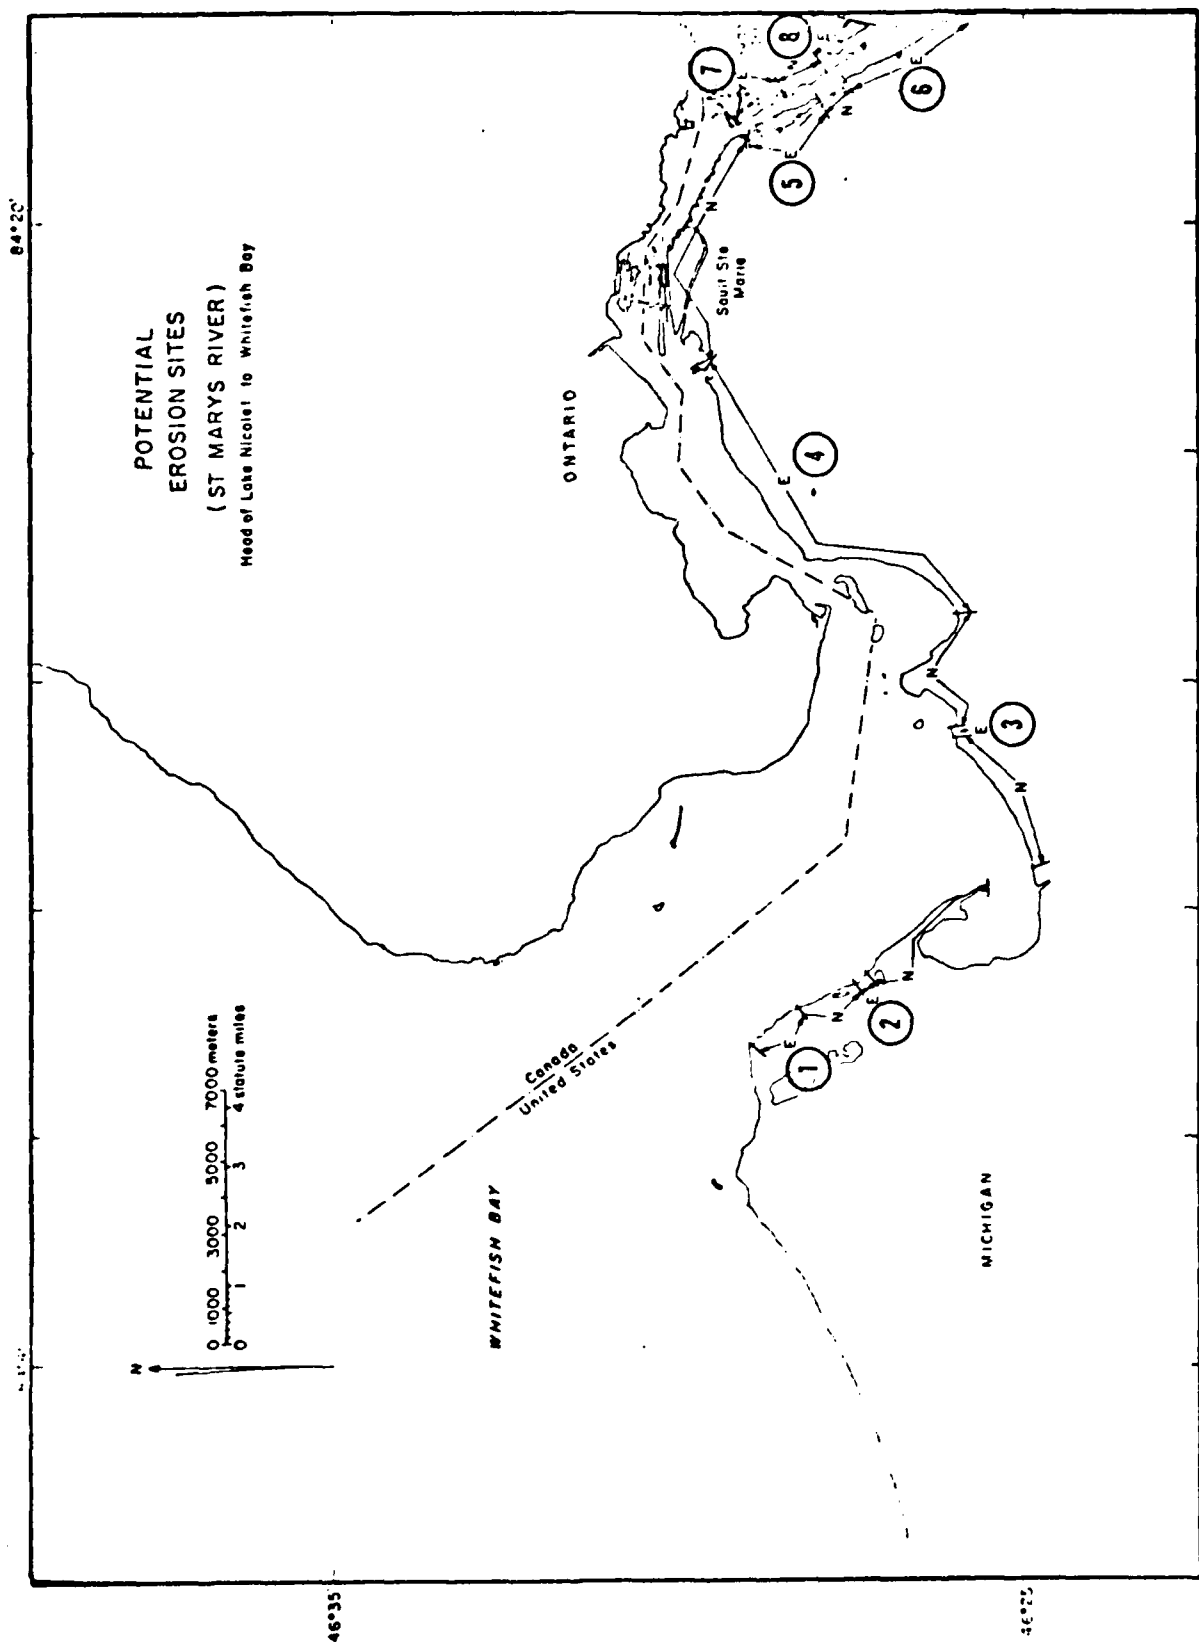 POTENTIAL
EROSION SITES
(ST MARYS RIVER)
Head of Lake Nicolet to Whitefish Bay
84°20'
N
0 1000 3000 5000 7000 meters
0 1 2 3 4 statute miles
46°35'
ONTARIO
WHITEFISH BAY
Canada
United States
Sault Ste
Marie
MICHIGAN
E
1
N
E
2
N
N
E
3
N
E
4
N
E
5
N
E
6
E
7
E
N
8
E